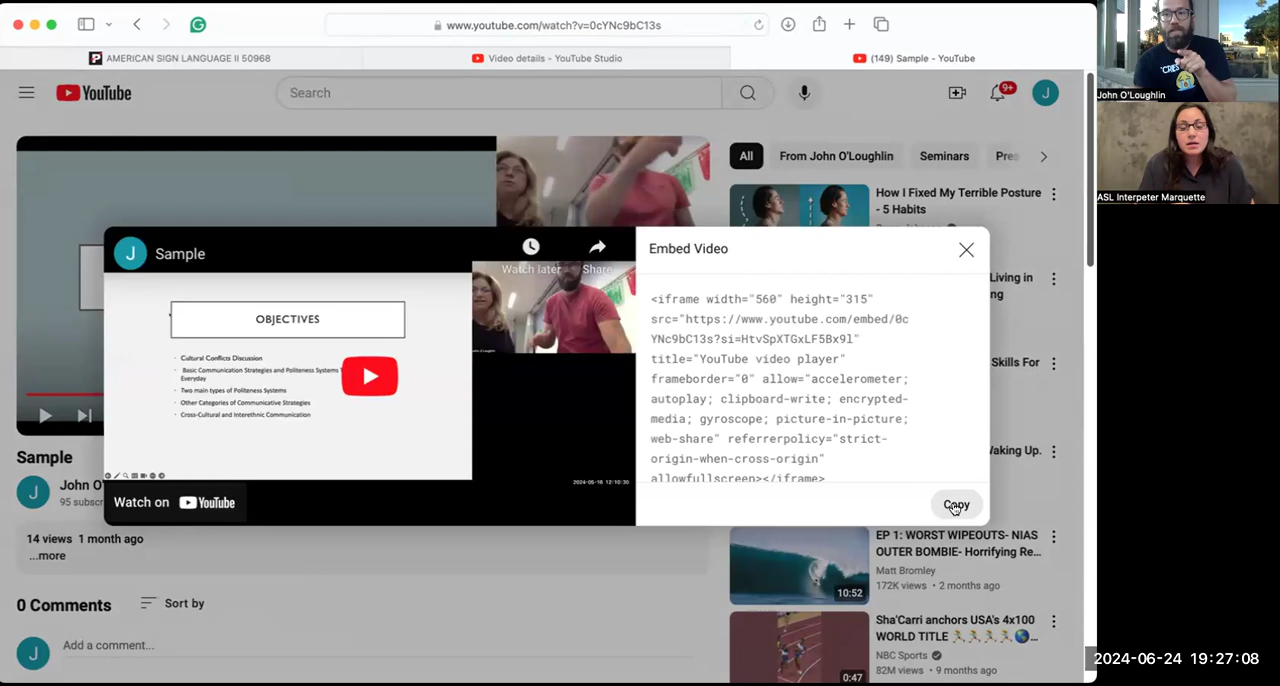 www.youtube.com/watch?v=0cYNc9bC13s
AMERICAN SIGN LANGUAGE II 50968
Video details - YouTube Studio
(149) Sample - YouTube
YouTube
Search
9+
J
All
From John O'Loughlin
Seminars
Pre
How I Fixed My Terrible Posture
- 5 Habits
Living in
ng
Skills For
Waking Up.
J
Sample
Watch later
Share
OBJECTIVES
· Cultural Conflicts Discussion
· Basic Communication Strategies and Politeness Systems
Everyday
· Two main types of Politeness Systems
· Other Categories of Communicative Strategies
· Cross-Cultural and Interethnic Communication
2024-05-16 12:10:30
Watch on YouTube
Embed Video
<iframe width="560" height="315"
src="https://www.youtube.com/embed/0c
YNc9bC13s?si=HtvSpXTGxLF5Bx9l"
title="YouTube video player"
frameborder="0" allow="accelerometer;
autoplay; clipboard-write; encrypted-
media; gyroscope; picture-in-picture;
web-share" referrerpolicy="strict-
origin-when-cross-origin"
allowfullscreen></iframe>
Copy
Sample
J
John O'
95 subscr
14 views 1 month ago
...more
0 Comments
Sort by
J
Add a comment...
10:52
EP 1: WORST WIPEOUTS- NIAS
OUTER BOMBIE- Horrifying Re...
Matt Bromley
172K views • 2 months ago
0:47
Sha'Carri anchors USA's 4x100
WORLD TITLE 🏃🏃🏃🏃🌎...
NBC Sports
82M views • 9 months ago
"CRIES
John O'Loughlin
ASL Interpeter Marquette
2024-06-24 19:27:08